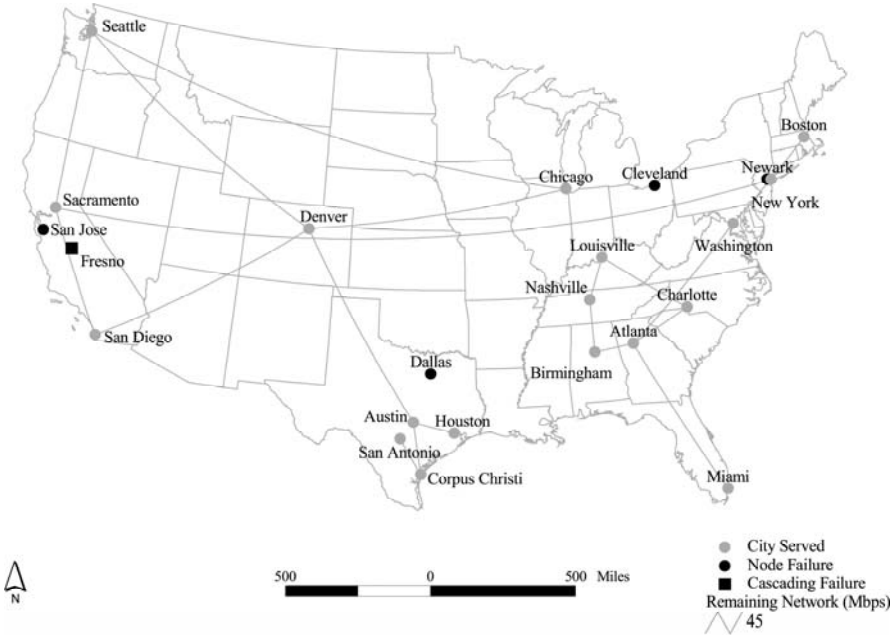 Seattle
Boston
Chicago
Cleveland
Newark
New York
Sacramento
San Jose
Fresno
Denver
Louisville
Washington
Nashville
Charlotte
Atlanta
Birmingham
San Diego
Dallas
Austin
Houston
San Antonio
Corpus Christi
Miami
N
500 0 500 Miles
City Served
Node Failure
Cascading Failure
Remaining Network (Mbps)
45